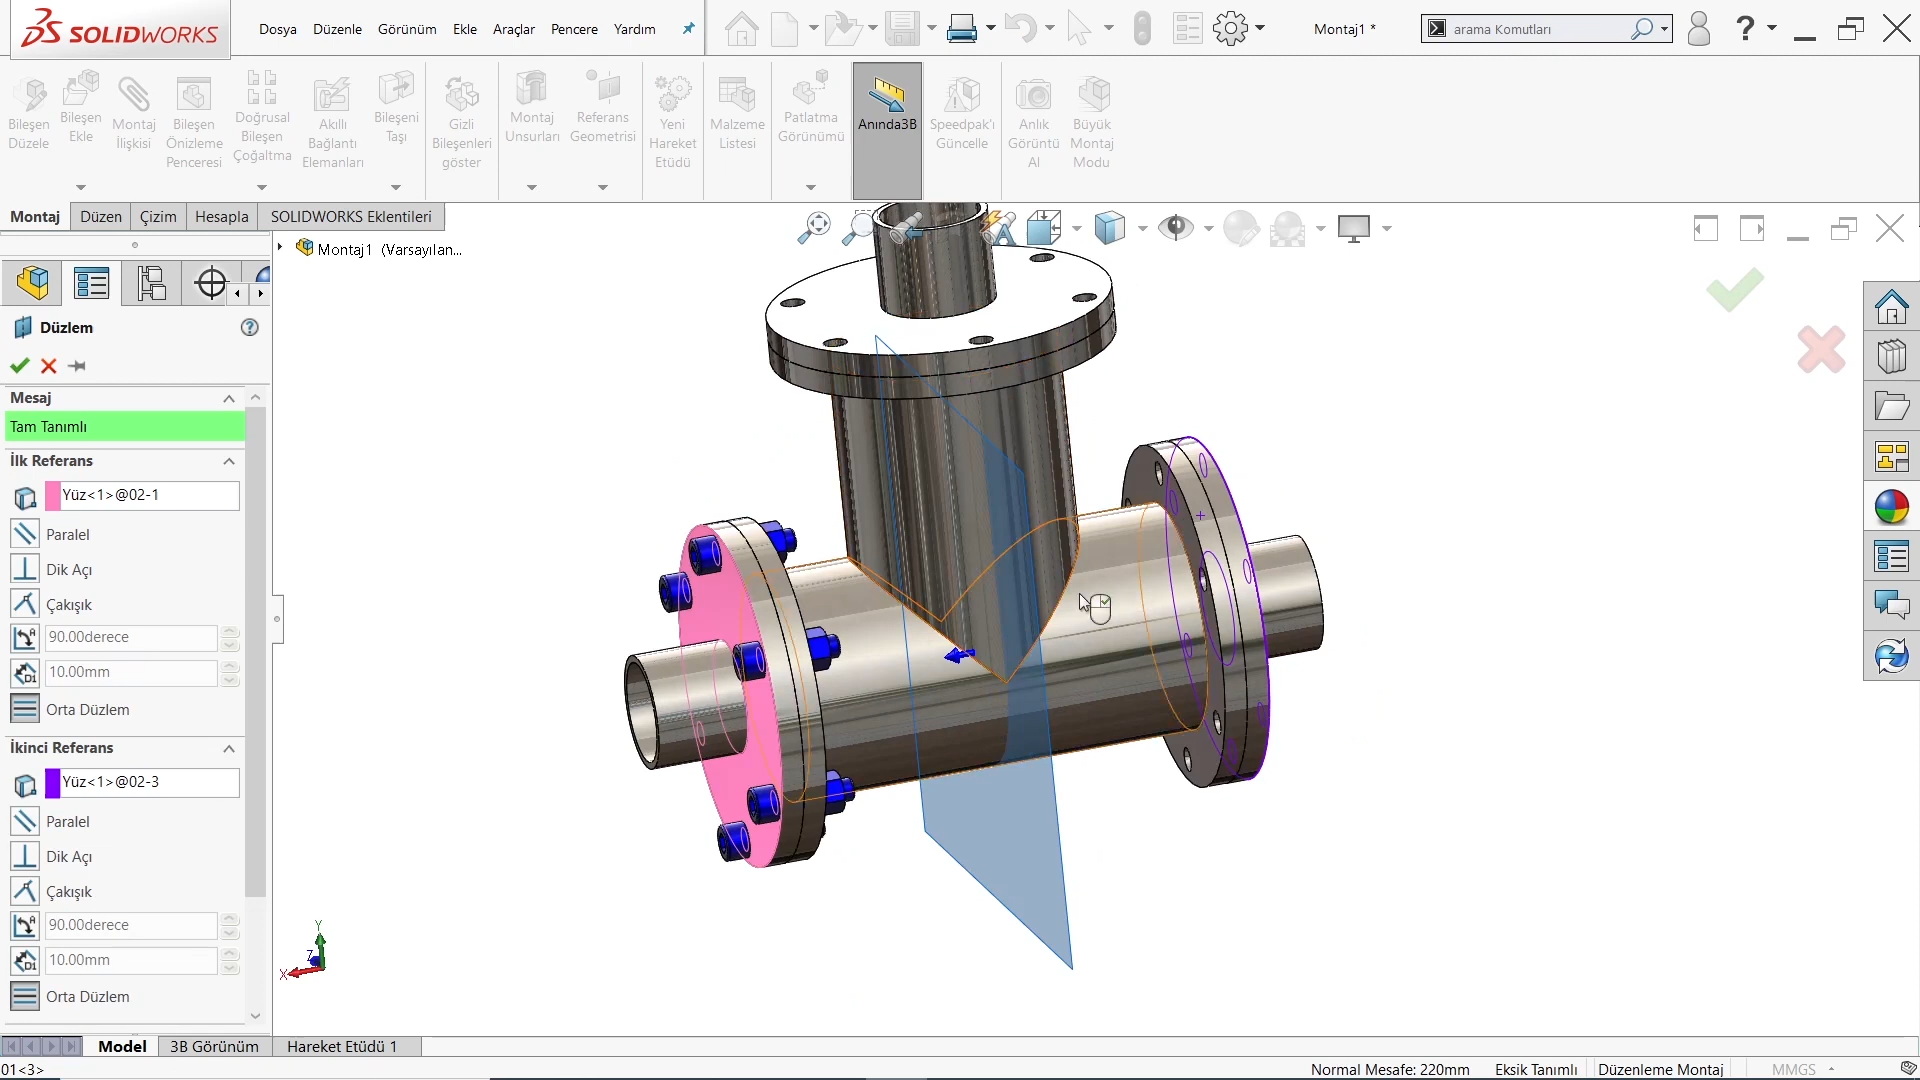 SOLIDWORKS
Dosya Düzenle Görünüm Ekle Araçlar Pencere Yardım
Montaj1 *
arama Komutları
?
Bileşen Düzele
Bileşen Ekle
Montaj İlişkisi
Bileşen Önizleme Penceresi
Doğrusal Bileşen Çoğaltma
Akıllı Bağlantı Elemanları
Bileşeni Taşı
Gizli Bileşenleri göster
Montaj Unsurları
Referans Geometrisi
Yeni Hareket Etüdü
Malzeme Listesi
Patlatma Görünümü
Anında3B
Speedpak'ı Güncelle
Anlık Görüntü Al
Büyük Montaj Modu
Montaj Düzen Çizim Hesapla SOLIDWORKS Eklentileri
Montaj1 (Varsayılan...
Düzlem
Mesaj
Tam Tanımlı
İlk Referans
Yüz<1>@02-1
Paralel
Dik Açı
Çakışık
90.00derece
10.00mm
Orta Düzlem
İkinci Referans
Yüz<1>@02-3
Paralel
Dik Açı
Çakışık
90.00derece
10.00mm
Orta Düzlem
Y
Z
X
Model 3B Görünüm Hareket Etüdü 1
01<3>
Normal Mesafe: 220mm Eksik Tanımlı Düzenleme Montaj MMGS